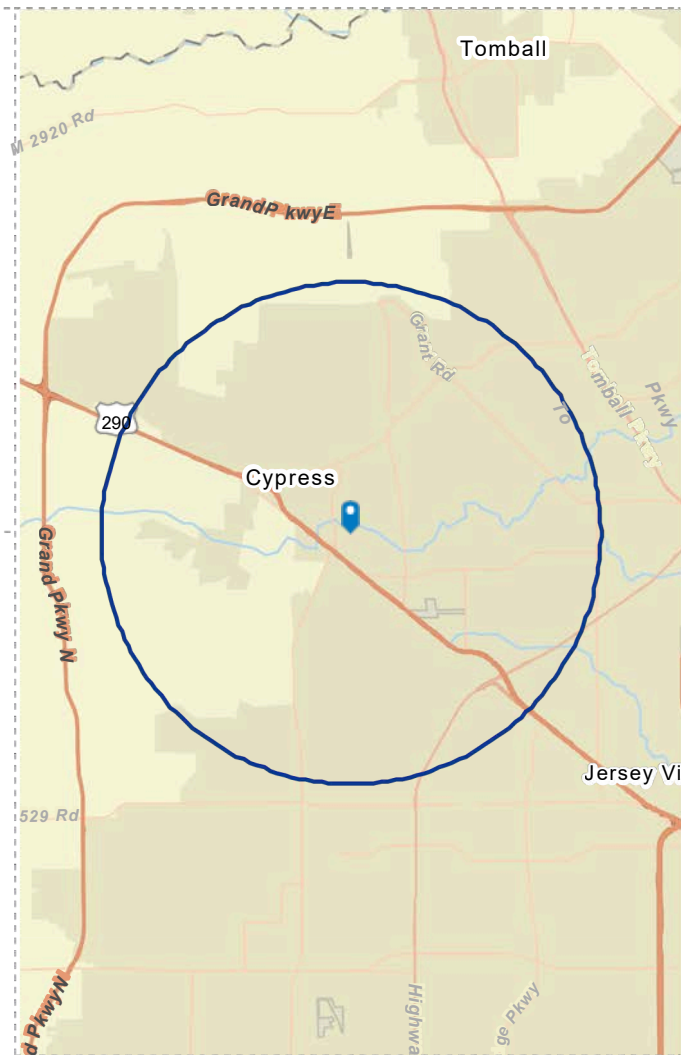 Tomball
M 2920 Rd
GrandP kwyE
Grant Rd
Tomball Pkwy
Pkwy
To
290
Cypress
Grand Pkwy N
Jersey Vi
529 Rd
d PkwyN
Highwa
ge Pkwy